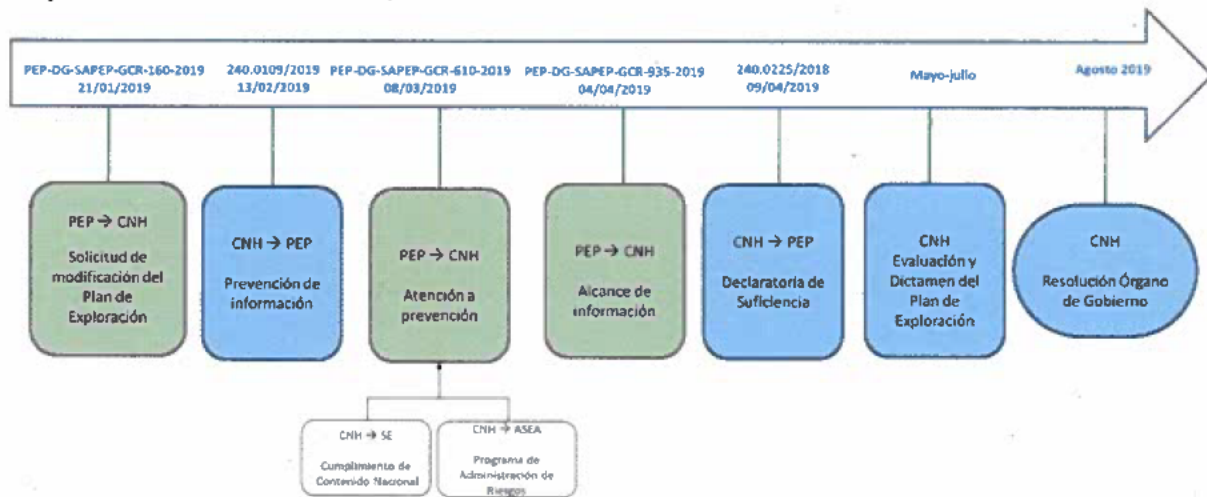 PEP-DG-SAPEP-GCR-160-2019
21/01/2019
240.0109/2019
13/02/2019
PEP-DG-SAPEP-GCR-610-2019
08/03/2019
PEP-DG-SAPEP-GCR-935-2019
04/04/2019
240.0225/2018
09/04/2019
Mayo-julio
Agosto 2019
PEP → CNH
Solicitud de
modificación del
Plan de
Exploración
CNH → PEP
Prevención de
información
PEP → CNH
Atención a
prevención
PEP → CNH
Alcance de
información
CNH → PEP
Declaratoria de
Suficiencia
CNH
Evaluación y
Dictamen del
Plan de
Exploración
CNH
Resolución Órgano
de Gobierno
CNH → SE
Cumplimiento de
Contenido Nacional
CNH → ASEA
Programa de
Administración de
Riesgos